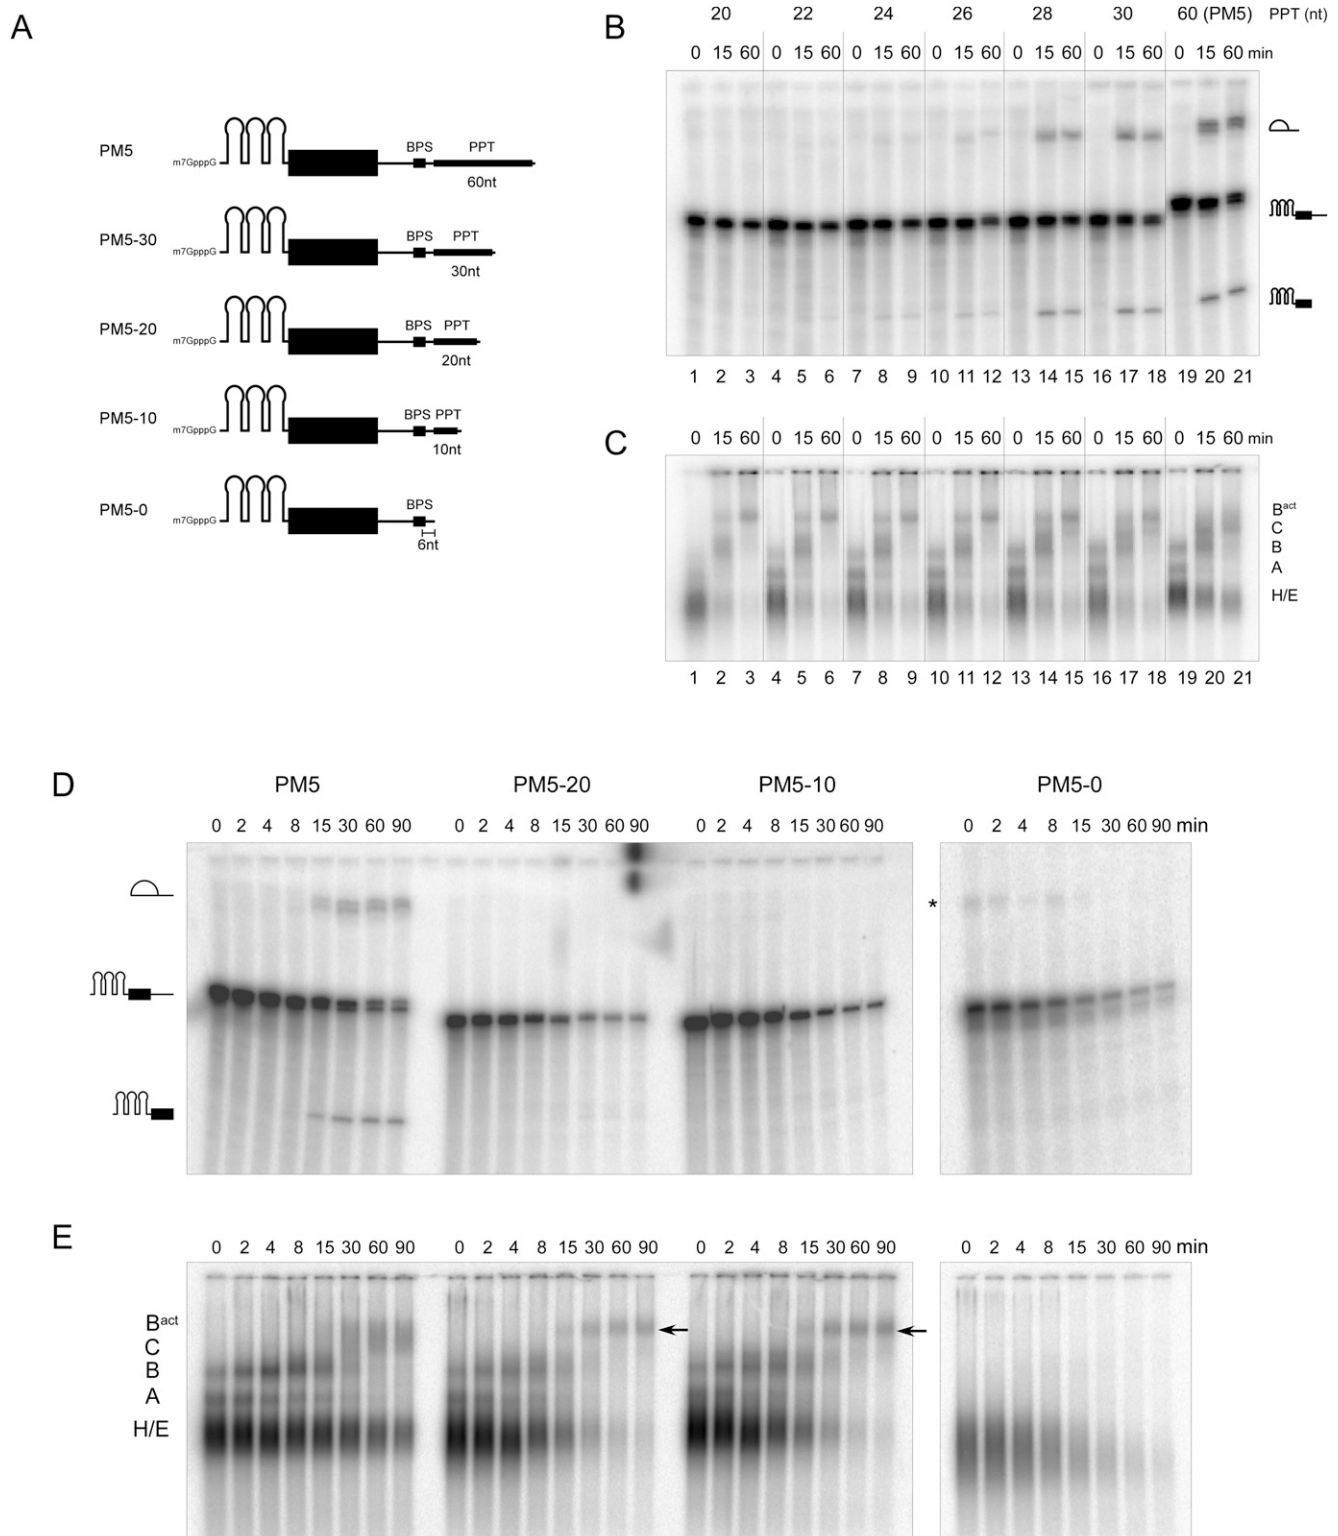 A
PM5
m7GpppG
BPS
PPT
60nt
PM5-30
m7GpppG
BPS
PPT
30nt
PM5-20
m7GpppG
BPS
PPT
20nt
PM5-10
m7GpppG
BPS PPT
10nt
PM5-0
m7GpppG
BPS
6nt
B
20 22 24 26 28 30 60 (PM5) PPT (nt)
0 15 60 0 15 60 0 15 60 0 15 60 0 15 60 0 15 60 0 15 60 min
1 2 3 4 5 6 7 8 9 10 11 12 13 14 15 16 17 18 19 20 21
C
0 15 60 0 15 60 0 15 60 0 15 60 0 15 60 0 15 60 0 15 60 min
Bact
C
B
A
H/E
1 2 3 4 5 6 7 8 9 10 11 12 13 14 15 16 17 18 19 20 21
D
PM5 PM5-20 PM5-10 PM5-0
0 2 4 8 15 30 60 90 0 2 4 8 15 30 60 90 0 2 4 8 15 30 60 90 0 2 4 8 15 30 60 90 min
*
E
0 2 4 8 15 30 60 90 0 2 4 8 15 30 60 90 0 2 4 8 15 30 60 90 0 2 4 8 15 30 60 90 min
Bact
C
B
A
H/E